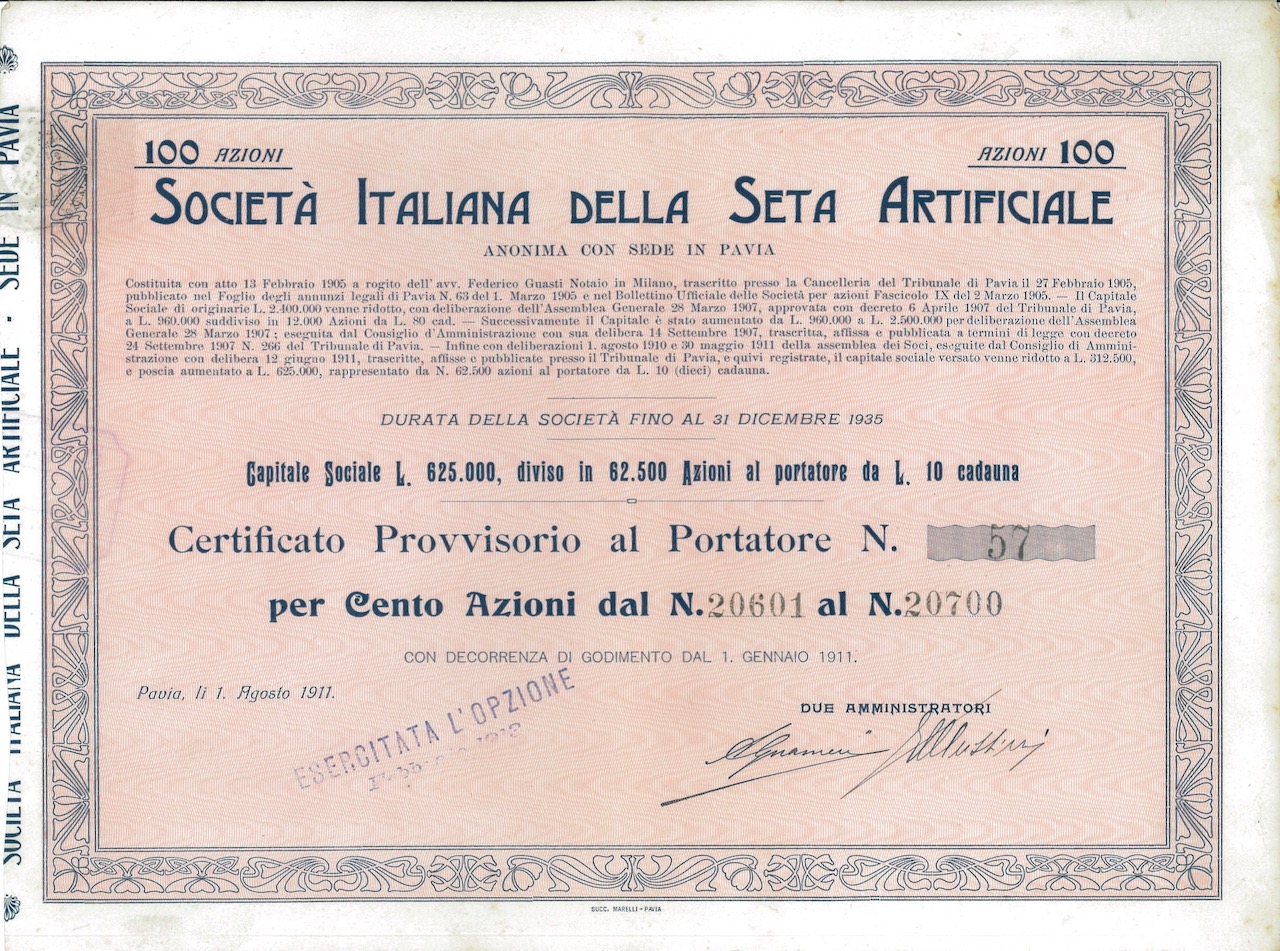 100 AZIONI
AZIONI 100
SOCIETÀ ITALIANA DELLA SETA ARTIFICIALE
ANONIMA CON SEDE IN PAVIA
Costituita con atto 13 Febbraio 1905 a rogito dell'avv. Federico Guasti Notaio in Milano, trascritto presso la Cancelleria del Tribunale di Pavia il 27 Febbraio 1905,
pubblicato nel Foglio degli annunzi legali di Pavia N. 63 del 1. Marzo 1905 e nel Bollettino Ufficiale delle Società per azioni Fascicolo IX del 2 Marzo 1905. — Il Capitale
Sociale di originarie L. 2.400.000 venne ridotto, con deliberazione dell'Assemblea Generale 28 Marzo 1907, approvata con decreto 6 Aprile 1907 del Tribunale di Pavia,
a L. 960.000 suddiviso in 12.000 Azioni da L. 80 cad. — Successivamente il Capitale è stato aumentato da L. 960.000 a L. 2.500.000 per deliberazione dell'Assemblea
Generale 28 Marzo 1907; eseguita dal Consiglio d'Amministrazione con sua delibera 14 Settembre 1907, trascritta, affissa e pubblicata a termini di legge con decreto
24 Settembre 1907 N. 266 del Tribunale di Pavia. — Infine con deliberazioni 1. agosto 1910 e 30 maggio 1911 della assemblea dei Soci, eseguite dal Consiglio di Ammini-
strazione con delibera 12 giugno 1911, trascritte, affisse e pubblicate presso il Tribunale di Pavia, e quivi registrate, il capitale sociale versato venne ridotto a L. 312.500,
e poscia aumentato a L. 625.000, rappresentato da N. 62.500 azioni al portatore da L. 10 (dieci) cadauna.
DURATA DELLA SOCIETÀ FINO AL 31 DICEMBRE 1935
Capitale Sociale L. 625.000, diviso in 62.500 Azioni al portatore da L. 10 cadauna
Certificato Provvisorio al Portatore N. 57
per Cento Azioni dal N. 20601 al N. 20700
CON DECORRENZA DI GODIMENTO DAL 1. GENNAIO 1911.
Pavia, li 1. Agosto 1911.
ESERCITATA L'OPZIONE
DUE AMMINISTRATORI
SUCC. MARELLI - PAVIA
SOCIETÀ ITALIANA DELLA SETA ARTIFICIALE - SEDE IN PAVIA